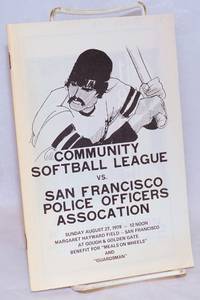 COMMUNITY
SOFTBALL LEAGUE
VS.
SAN FRANCISCO
POLICE OFFICERS
ASSOCATION
SUNDAY AUGUST 27, 1978 - 12 NOON
MARGARET HAYWARD FIELD - SAN FRANCISCO
AT GOUGH & GOLDEN GATE
BENEFIT FOR "MEALS ON WHEELS"
AND
"GUARDSMAN"